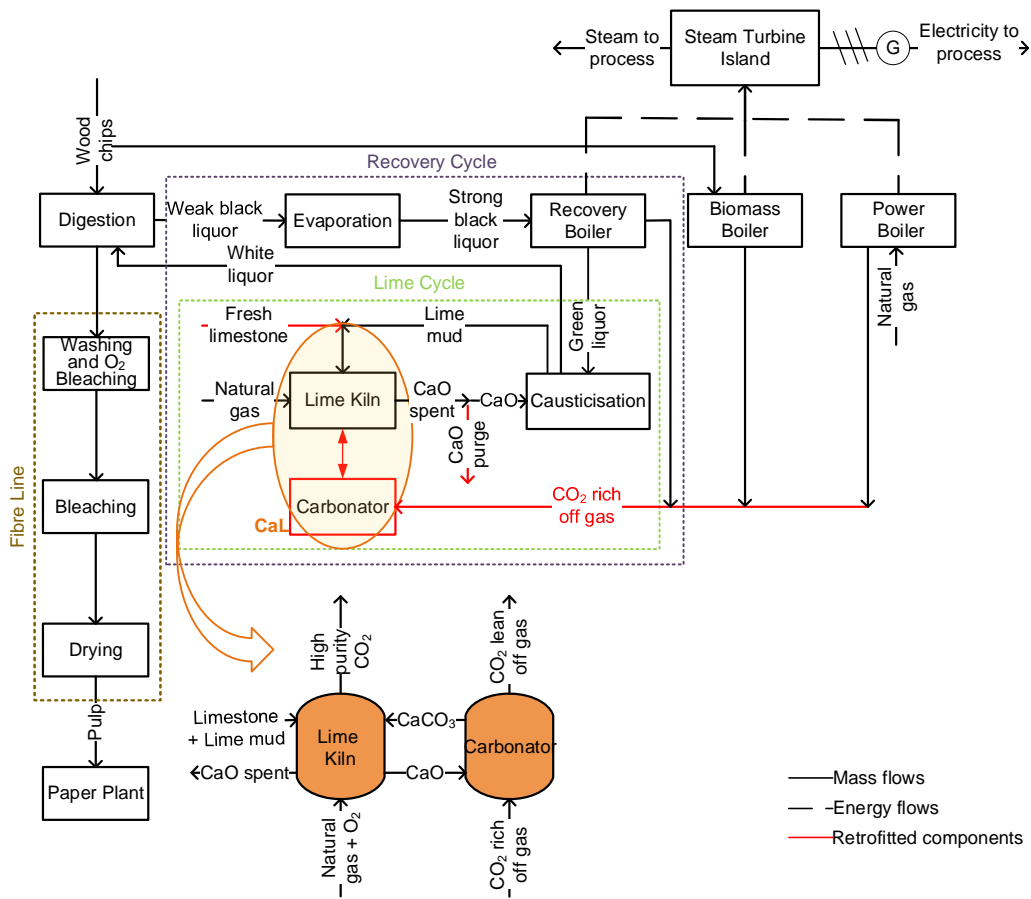 Steam to
process
Steam Turbine
Island
G
Electricity to
process
Wood
chips
Recovery Cycle
Digestion
Weak black
liquor
Evaporation
Strong
black
liquor
Recovery
Boiler
Biomass
Boiler
Power
Boiler
White
liquor
Natural
gas
Lime Cycle
Fresh
limestone
Lime
mud
Green
liquor
Fibre Line
Washing
and O2
Bleaching
Natural
gas
Lime Kiln
CaO
spent
CaO
Causticisation
CaO
purge
Bleaching
Carbonator
CaL
CO2 rich
off gas
Drying
High
purity
CO2
CO2 lean
off gas
Pulp
Limestone
+ Lime mud
Lime
Kiln
CaCO3
Carbonator
CaO spent
CaO
Paper Plant
Natural
gas + O2
CO2 rich
off gas
Mass flows
Energy flows
Retrofitted components